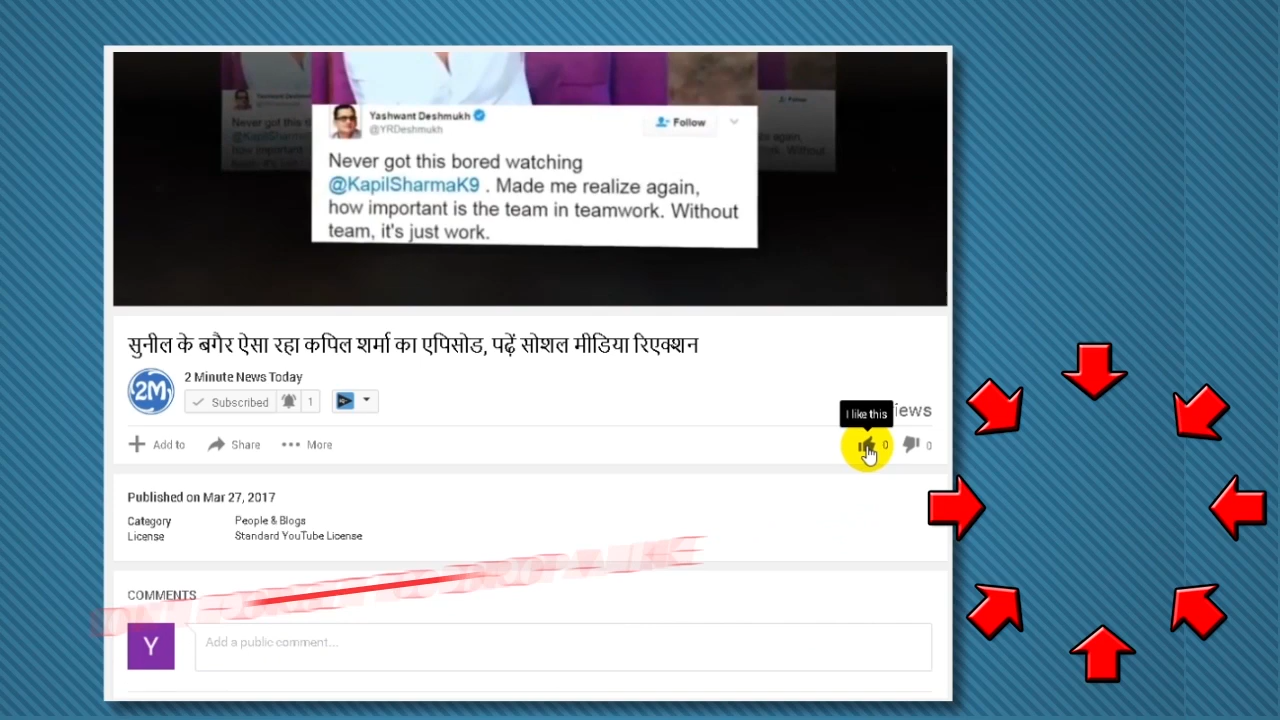 Yashwant Deshmukh
@YRDeshmukh
Follow
Never got this bored watching
@KapilSharmaK9 . Made me realize again,
how important is the team in teamwork. Without
team, it's just work.
सुनील के बगैर ऐसा रहा कपिल शर्मा का एपिसोड, पढ़ें सोशल मीडिया रिएक्शन
2M
2 Minute News Today
Subscribed 1
I like this
Add to Share More 0 0
Published on Mar 27, 2017
Category People & Blogs
License Standard YouTube License
COMMENTS
Y
Add a public comment...